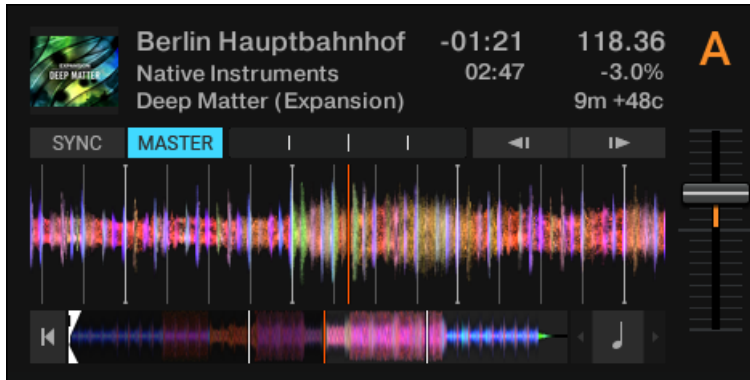 EXPANSION
DEEP MATTER
Berlin Hauptbahnhof -01:21 118.36 A
Native Instruments 02:47 -3.0%
Deep Matter (Expansion) 9m +48c
SYNC MASTER